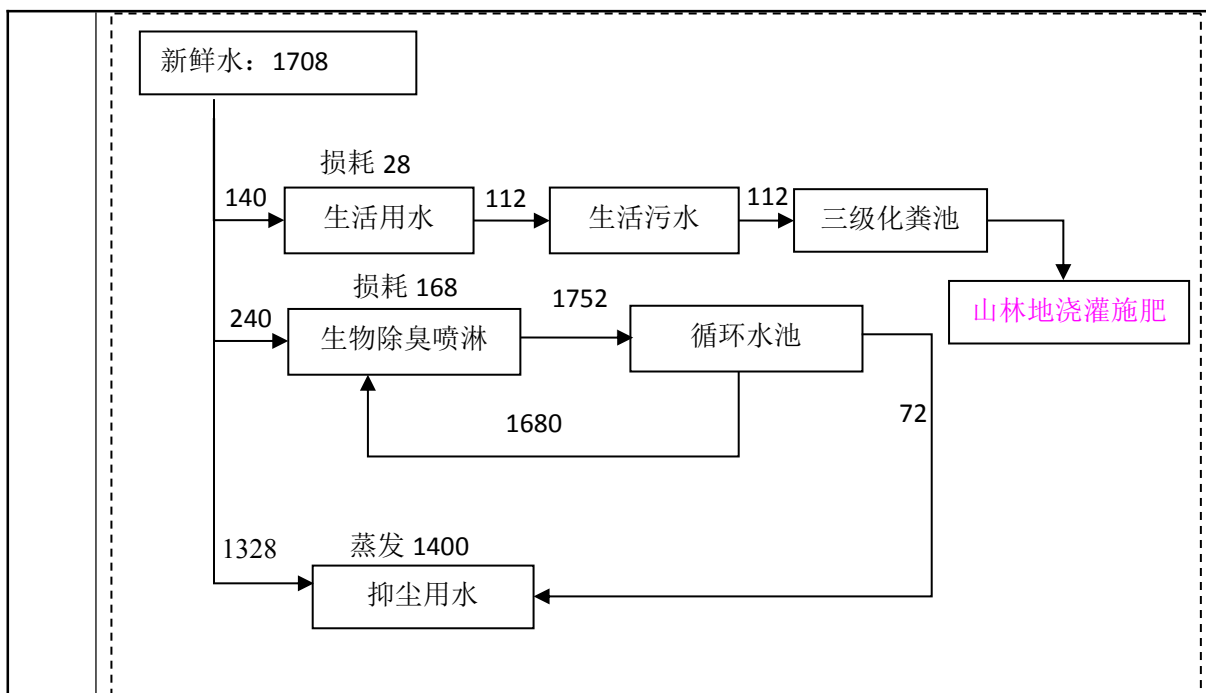 新鲜水：1708
损耗 28
140
生活用水
112
生活污水
112
三级化粪池
山林地浇灌施肥
损耗 168
240
生物除臭喷淋
1752
循环水池
1680
72
1328
蒸发 1400
抑尘用水